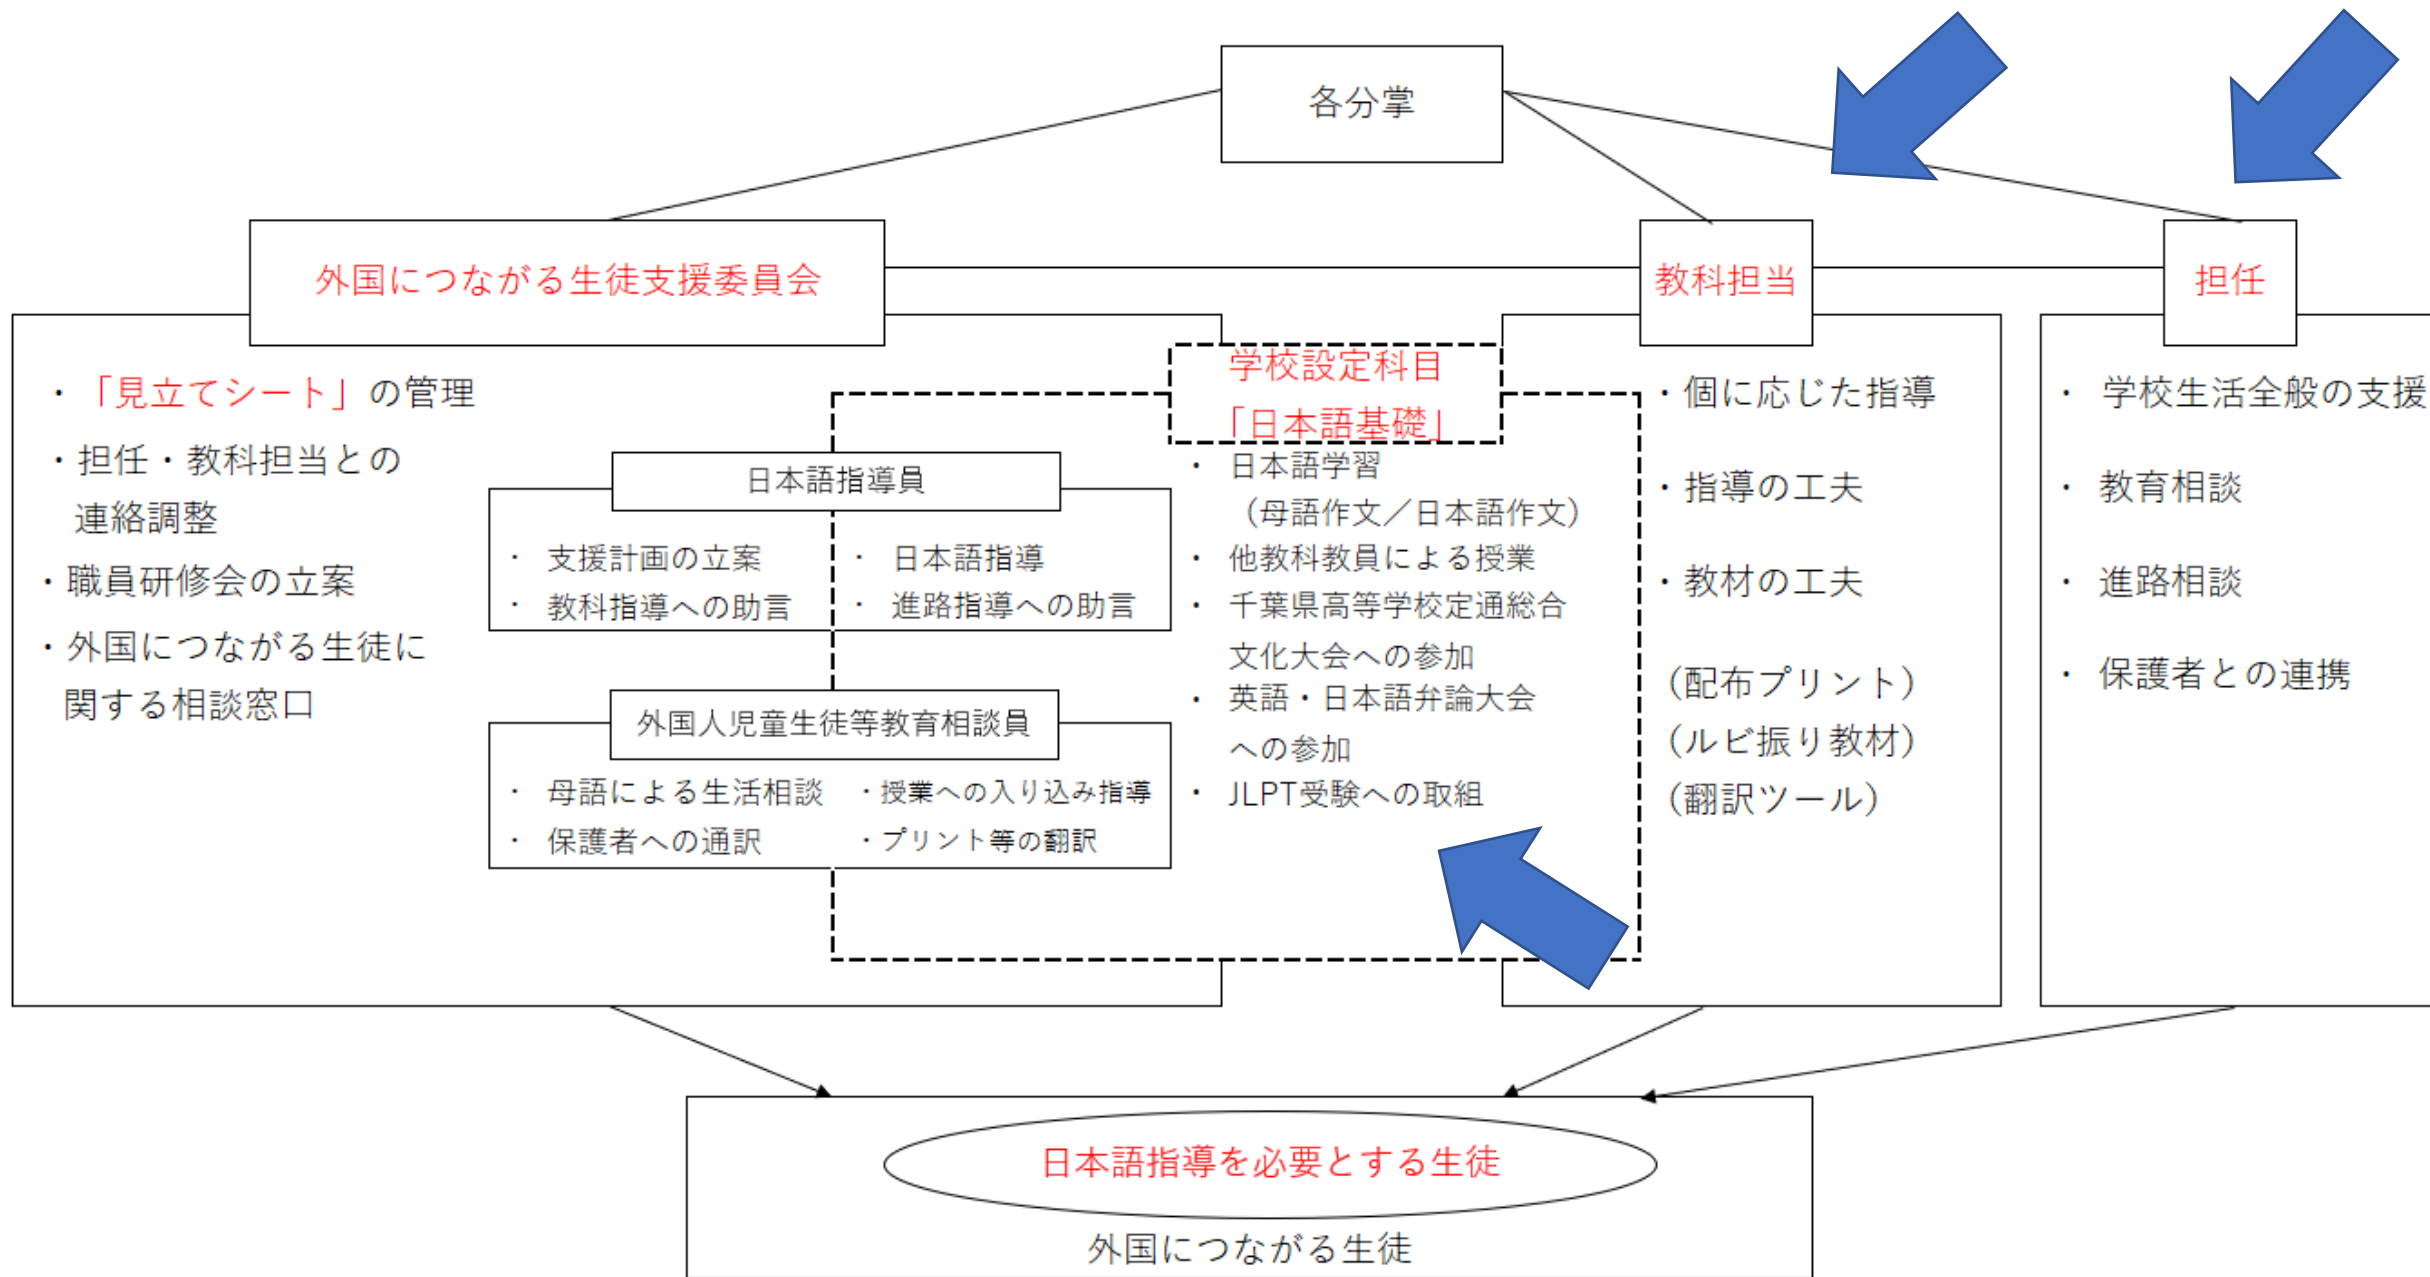 各分掌
外国につながる生徒支援委員会
・「見立てシート」の管理
・担任・教科担当との
連絡調整
・職員研修会の立案
・外国につながる生徒に
関する相談窓口
日本語指導員
・ 支援計画の立案
・ 教科指導への助言
・ 日本語指導
・ 進路指導への助言
外国人児童生徒等教育相談員
・ 母語による生活相談
・ 保護者への通訳
・授業への入り込み指導
・プリント等の翻訳
学校設定科目
「日本語基礎」
・ 日本語学習
（母語作文／日本語作文）
・ 他教科教員による授業
・ 千葉県高等学校定通総合
文化大会への参加
・ 英語・日本語弁論大会
への参加
・ JLPT受験への取組
教科担当
・個に応じた指導
・指導の工夫
・教材の工夫
（配布プリント）
（ルビ振り教材）
（翻訳ツール）
担任
・ 学校生活全般の支援
・ 教育相談
・ 進路相談
・ 保護者との連携
日本語指導を必要とする生徒
外国につながる生徒